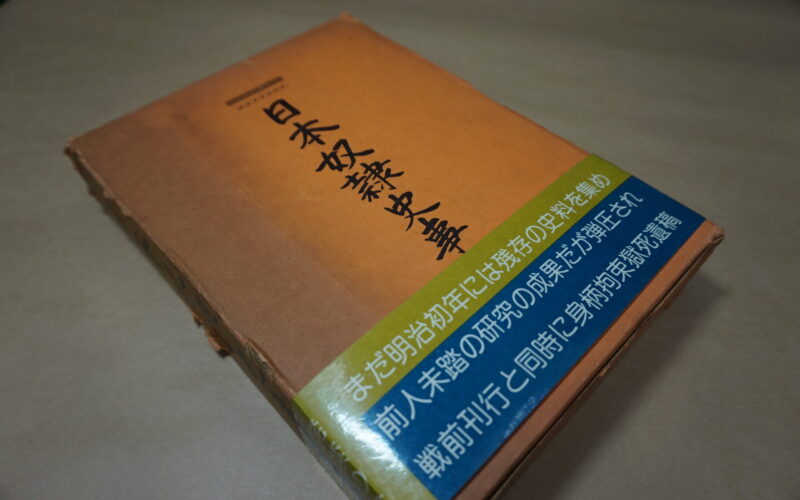 日本奴隷史事
まだ明治初年には残存の史料を集め
前人未踏の研究の成果だが弾圧され
戦前刊行と同時に身柄拘束獄死遺稿